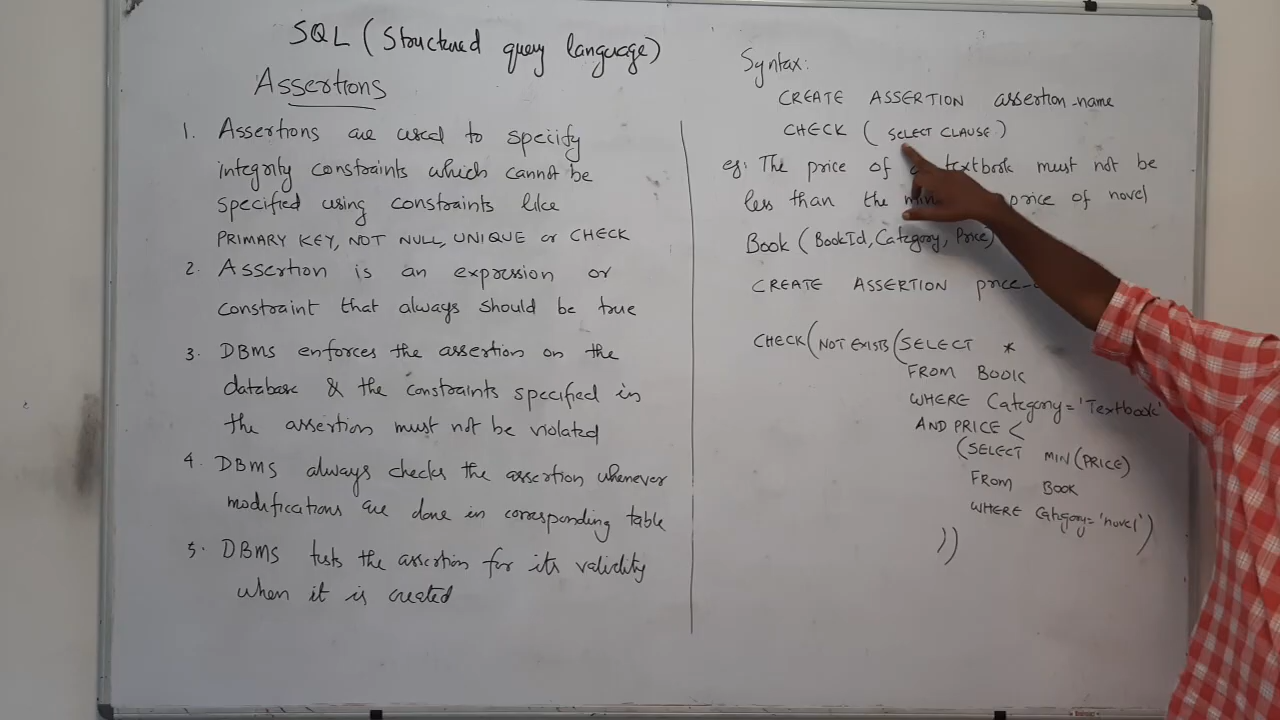 SQL (Structured query language)
Assertions
1. Assertions are used to specify
integrity constraints which cannot be
specified using constraints like
PRIMARY KEY, NOT NULL, UNIQUE or CHECK
2. Assertion is an expression or
constraint that always should be true
3. DBMS enforces the assertion on the
database & the constraints specified in
the assertion must not be violated
4. DBMS always checks the assertion whenever
modifications are done in corresponding table
5. DBMS tests the assertion for its validity
when it is created
Syntax:
CREATE ASSERTION assertion-name
CHECK ( SELECT CLAUSE )
eg: The price of textbook must not be
less than the price of novel
Book (BookId, Category, Price)
CREATE ASSERTION price-
CHECK(NOT EXISTS (SELECT *
FROM BOOK
WHERE Category='Textbook'
AND PRICE <
(SELECT MIN(PRICE)
FROM Book
WHERE Category='novel')
))